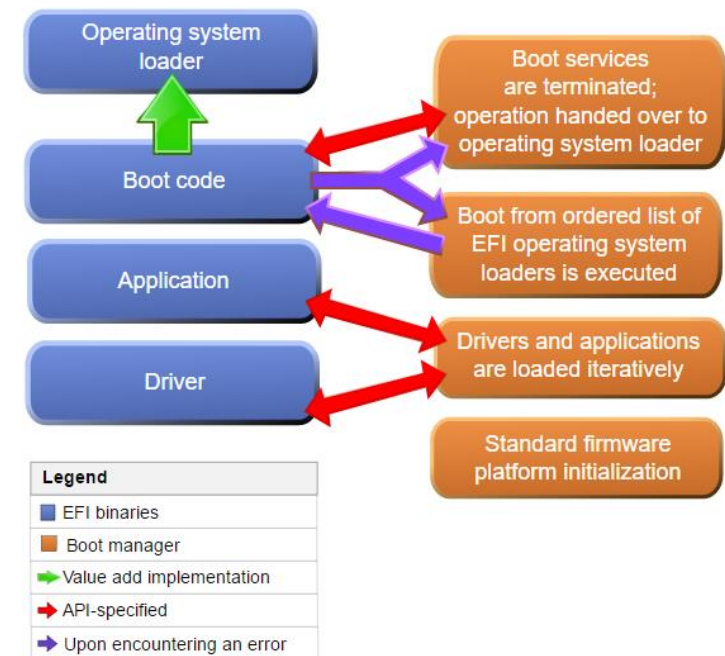 Operating system
loader
Boot code
Application
Driver
Boot services
are terminated;
operation handed over to
operating system loader
Boot from ordered list of
EFI operating system
loaders is executed
Drivers and applications
are loaded iteratively
Standard firmware
platform initialization
Legend
EFI binaries
Boot manager
Value add implementation
API-specified
Upon encountering an error